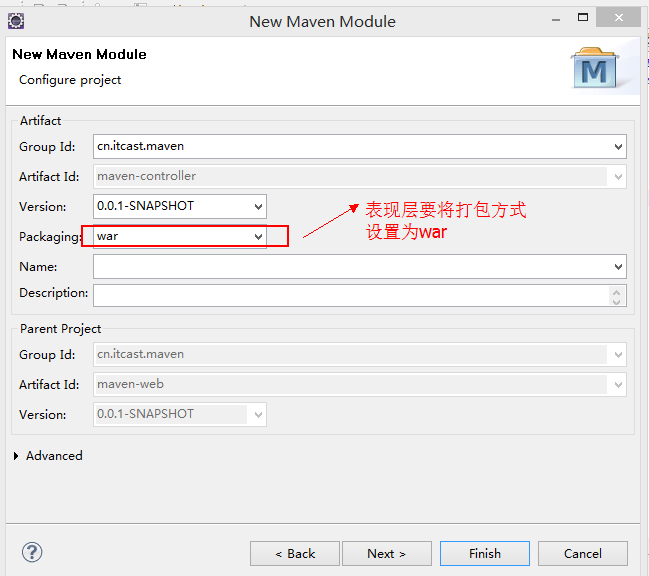 New Maven Module
New Maven Module
Configure project
M
Artifact
Group Id: cn.itcast.maven
Artifact Id: maven-controller
Version: 0.0.1-SNAPSHOT
Packaging: war
表现层要将打包方式
设置为war
Name:
Description:
Parent Project
Group Id: cn.itcast.maven
Artifact Id: maven-web
Version: 0.0.1-SNAPSHOT
Advanced
?
< Back Next > Finish Cancel